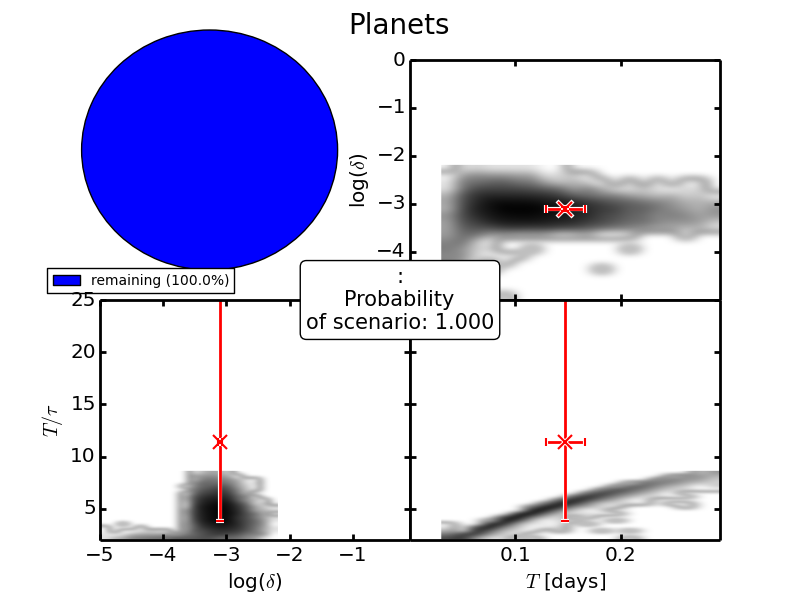 Planets
0
−1
−2
−3
−4
log(δ)
remaining (100.0%)
:
Probability
of scenario: 1.000
25
20
15
10
5
T/τ
−5 −4 −3 −2 −1
log(δ)
0.1 0.2
T [days]